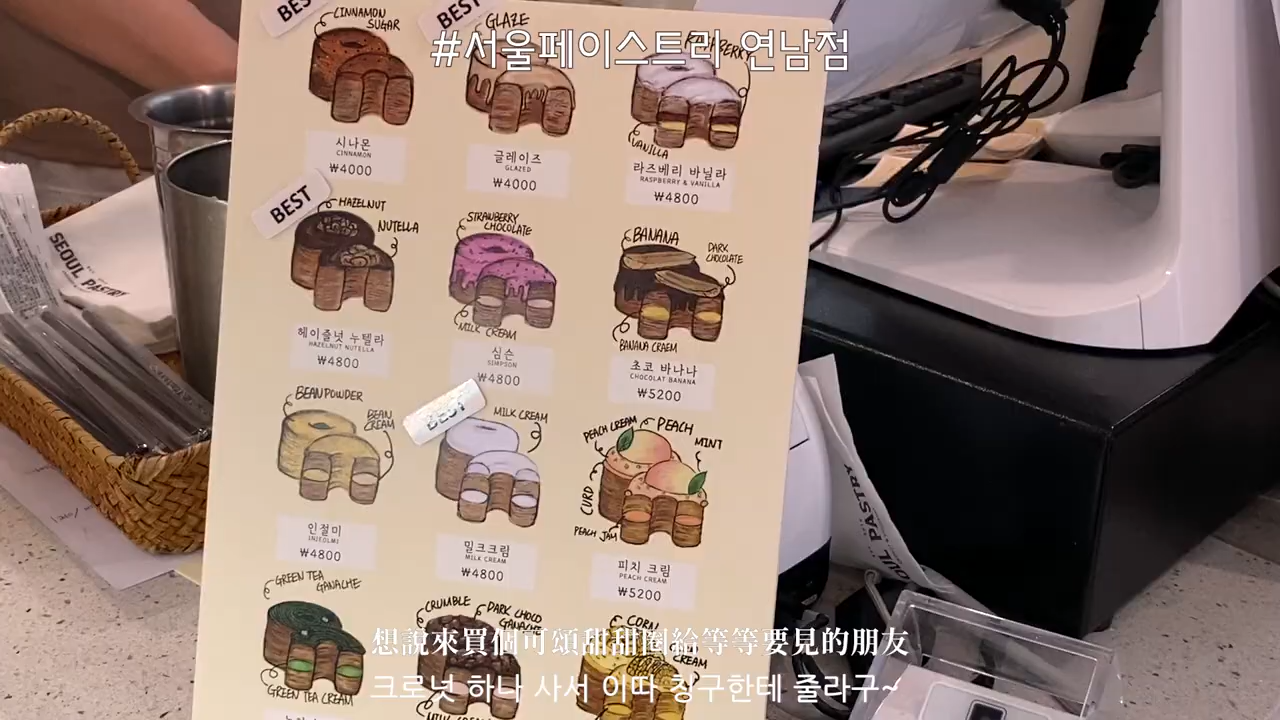 #서울페이스트리 연남점
BEST
CINNAMON
SUGAR
시나몬
CINNAMON
₩4000
BEST
GLAZE
글레이즈
GLAZED
₩4000
RASPBERRY
VANILLA
라즈베리 바닐라
RASPBERRY & VANILLA
₩4800
BEST
HAZELNUT
NUTELLA
헤이즐넛 누텔라
HAZELNUT NUTELLA
₩4800
STRAWBERRY
CHOCOLATE
MILK CREAM
심슨
SIMPSON
₩4800
BANANA
DARK
CHOCOLATE
BANANA CRAEM
초코 바나나
CHOCOLAT BANANA
₩5200
BEAN POWDER
BEAN
CREAM
인절미
INJEOLMI
₩4800
BEST
MILK CREAM
밀크크림
MILK CREAM
₩4800
PEACH CREAM
PEACH
MINT
CURD
PEACH JAM
피치 크림
PEACH CREAM
₩5200
GREEN TEA
GANACHE
GREEN TEA CREAM
CRUMBLE
DARK CHOCO
GANACHE
CORN
CREAM
SEOUL PASTRY
想說來買個可頌甜甜圈給等等要見的朋友
크로넛 하나 사서 이따 칭구한테 줄라구~